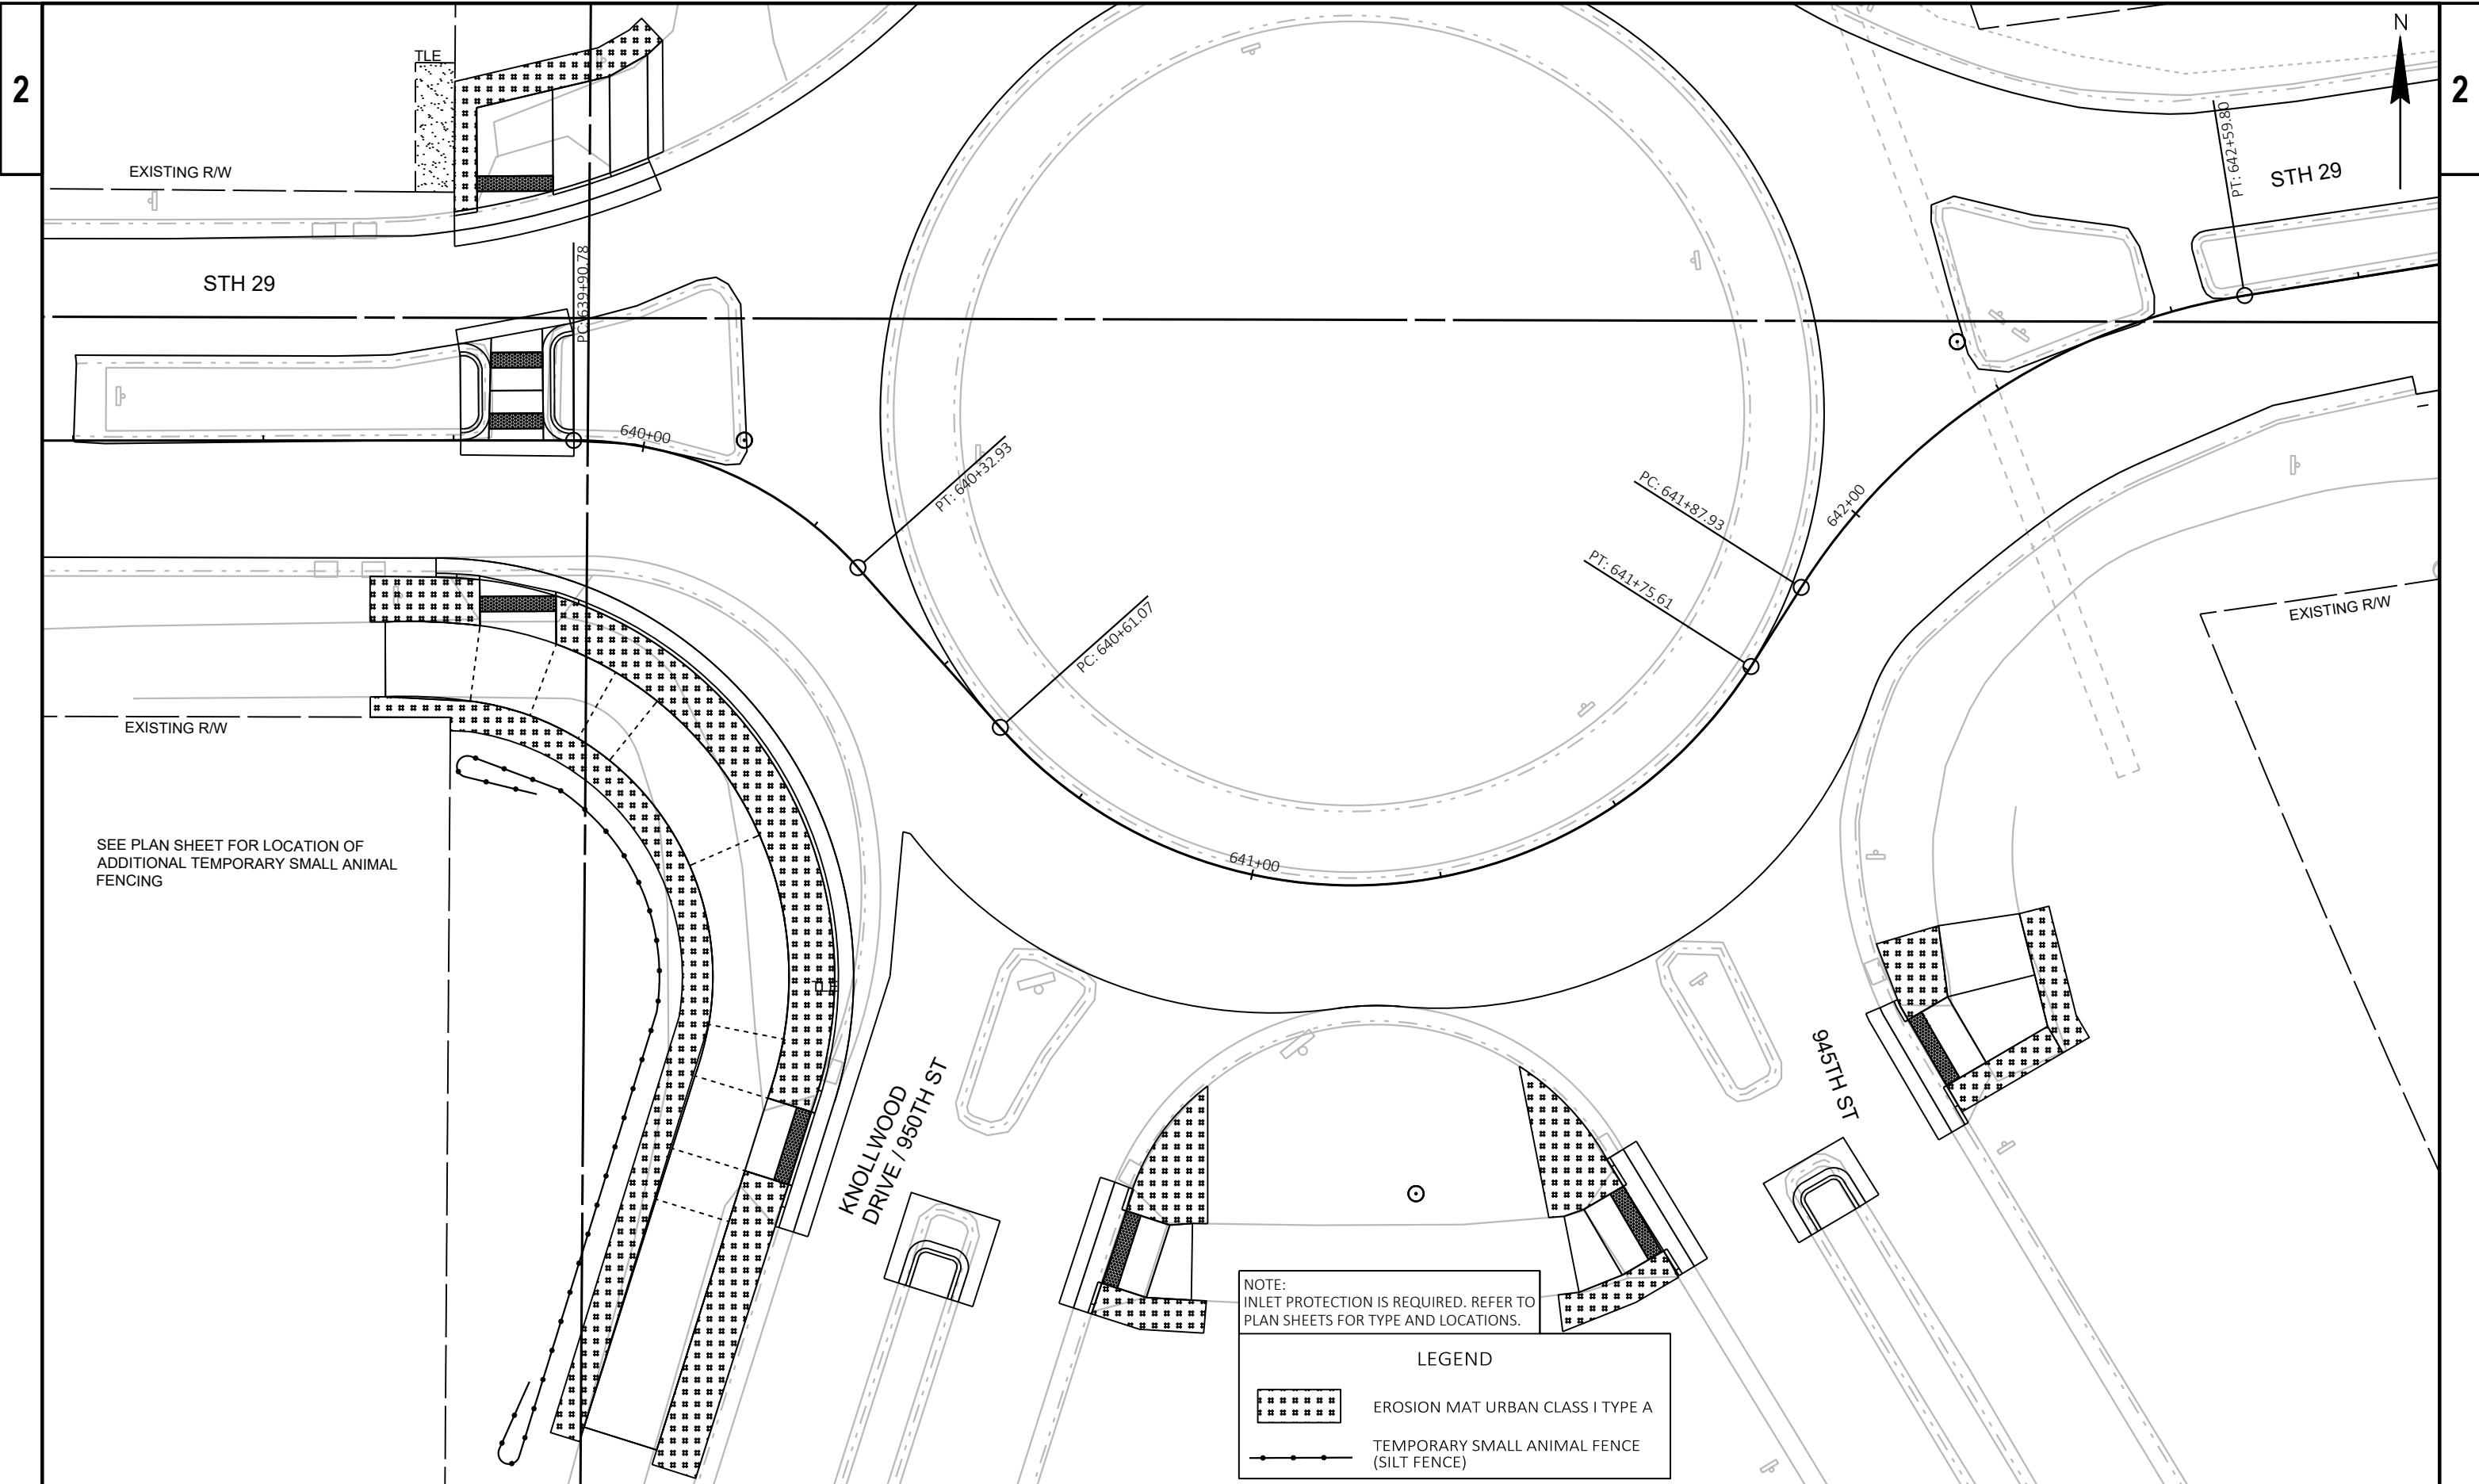 2
TLE
N
2
EXISTING R/W
PT: 642+59.80
STH 29
STH 29
PC: 639+90.78
640+00
PT: 640+32.93
PC: 641+87.93
642+00
PT: 641+75.61
PC: 640+61.07
EXISTING R/W
EXISTING R/W
SEE PLAN SHEET FOR LOCATION OF
ADDITIONAL TEMPORARY SMALL ANIMAL
FENCING
641+00
KNOLLWOOD
DRIVE / 950TH ST
945TH ST
NOTE:
INLET PROTECTION IS REQUIRED. REFER TO
PLAN SHEETS FOR TYPE AND LOCATIONS.
LEGEND
EROSION MAT URBAN CLASS I TYPE A
TEMPORARY SMALL ANIMAL FENCE
(SILT FENCE)